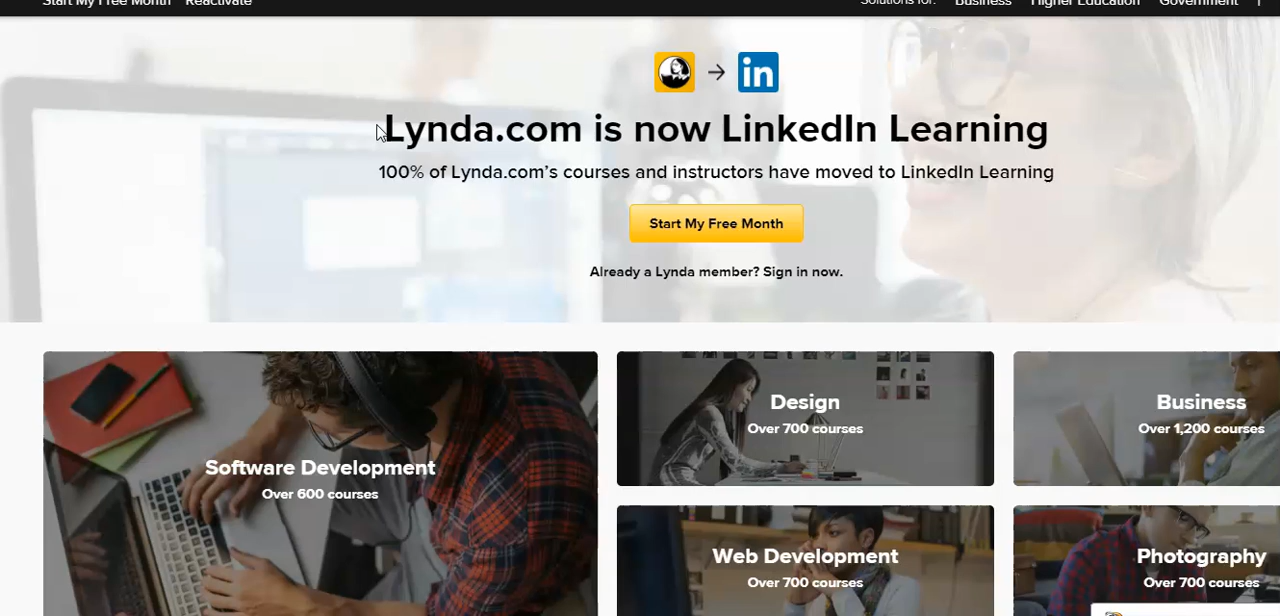 Start My Free Month Reactivate Solutions for: Business Higher Education Government
in
Lynda.com is now LinkedIn Learning
100% of Lynda.com’s courses and instructors have moved to LinkedIn Learning
Start My Free Month
Already a Lynda member? Sign in now.
Software Development
Over 600 courses
Design
Over 700 courses
Business
Over 1,200 courses
Web Development
Over 700 courses
Photography
Over 700 courses